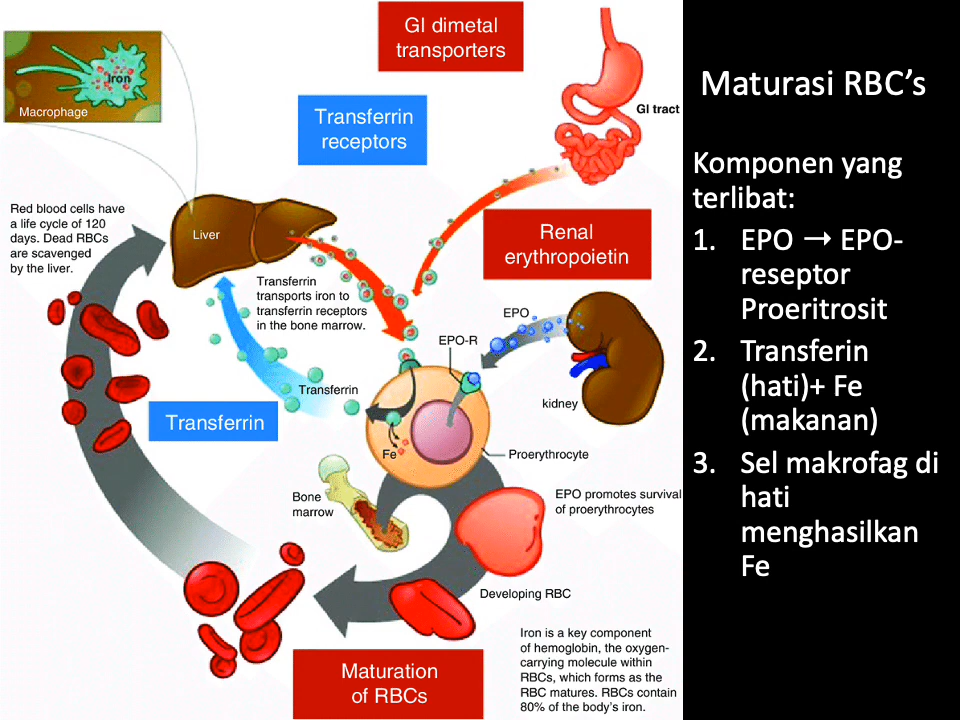 GI dimetal
transporters
Iron
Macrophage
GI tract
Transferrin
receptors
Red blood cells have
a life cycle of 120
days. Dead RBCs
are scavenged
by the liver.
Liver
Renal
erythropoietin
Transferrin
transports iron to
transferrin receptors
in the bone marrow.
EPO
EPO-R
Transferrin
kidney
Transferrin
Fe
Proerythrocyte
Bone
marrow
EPO promotes survival
of proerythrocytes
Developing RBC
Maturation
of RBCs
Iron is a key component
of hemoglobin, the oxygen-
carrying molecule within
RBCs, which forms as the
RBC matures. RBCs contain
80% of the body's iron.
Maturasi RBC’s
Komponen yang
terlibat:
1. EPO → EPO-
reseptor
Proeritrosit
2. Transferin
(hati)+ Fe
(makanan)
3. Sel makrofag di
hati
menghasilkan
Fe